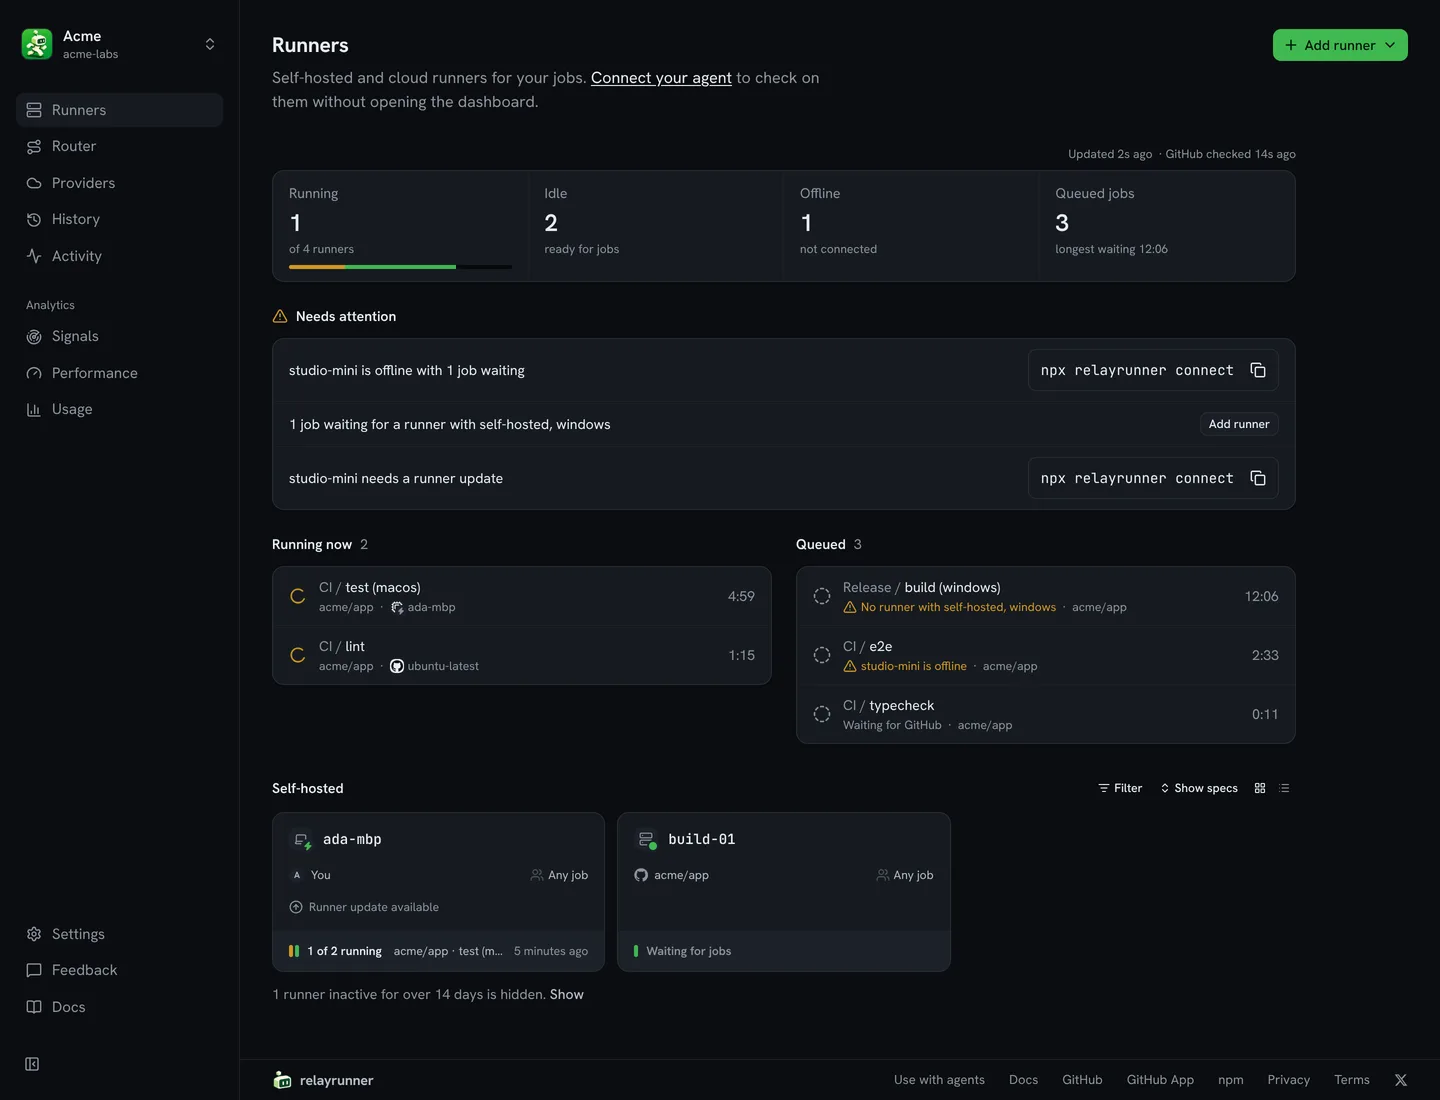 Acme
acme-labs
Runners
Router
Providers
History
Activity
Analytics
Signals
Performance
Usage
Settings
Feedback
Docs
Runners
+ Add runner
Self-hosted and cloud runners for your jobs. Connect your agent to check on
them without opening the dashboard.
Updated 2s ago · GitHub checked 14s ago
Running
1
of 4 runners
Idle
2
ready for jobs
Offline
1
not connected
Queued jobs
3
longest waiting 12:06
Needs attention
studio-mini is offline with 1 job waiting
npx relayrunner connect
1 job waiting for a runner with self-hosted, windows
Add runner
studio-mini needs a runner update
npx relayrunner connect
Running now 2
CI / test (macos)
acme/app · ada-mbp
4:59
CI / lint
acme/app · ubuntu-latest
1:15
Queued 3
Release / build (windows)
No runner with self-hosted, windows · acme/app
12:06
CI / e2e
studio-mini is offline · acme/app
2:33
CI / typecheck
Waiting for GitHub · acme/app
0:11
Self-hosted
Filter
Show specs
ada-mbp
A You
Any job
Runner update available
1 of 2 running acme/app · test (m... 5 minutes ago
build-01
acme/app
Any job
Waiting for jobs
1 runner inactive for over 14 days is hidden. Show
relayrunner
Use with agents
Docs
GitHub
GitHub App
npm
Privacy
Terms